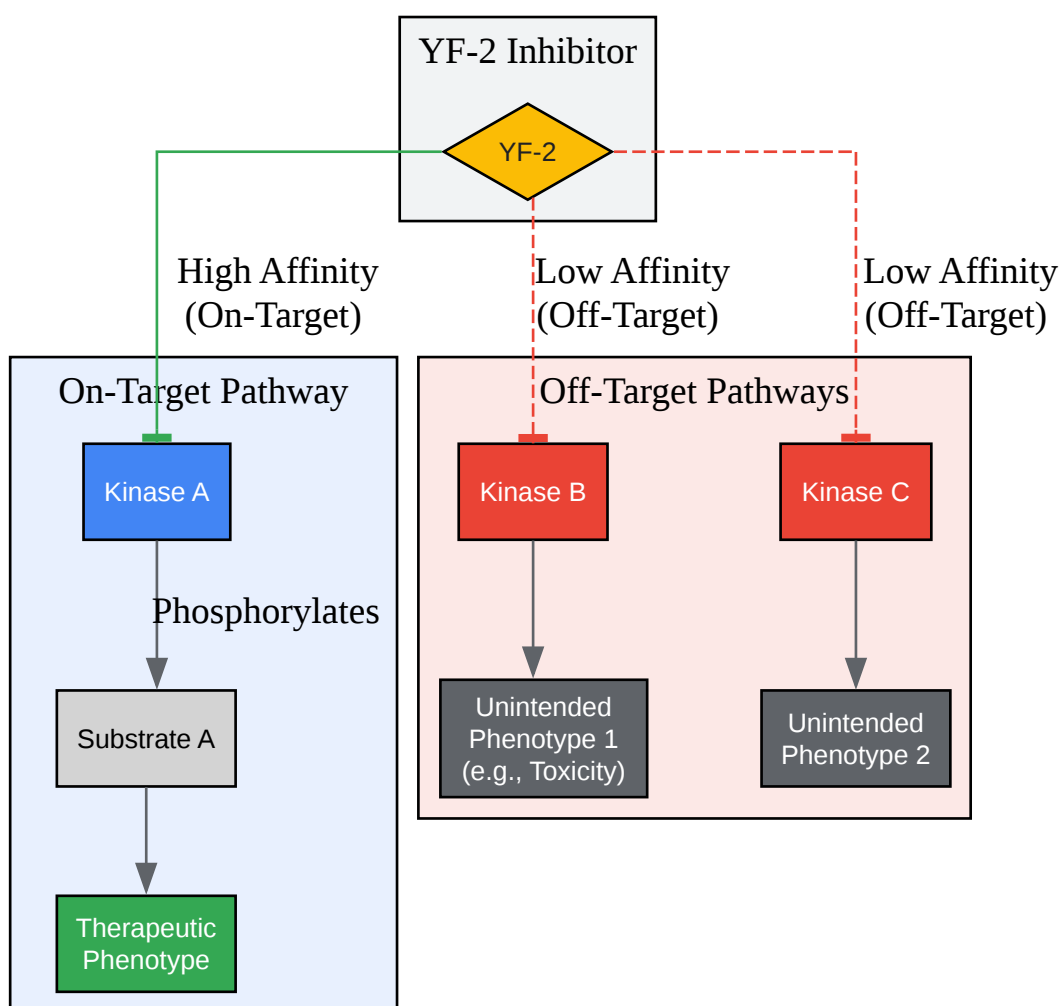 YF-2 Inhibitor
YF-2
High Affinity
(On-Target)
Low Affinity
(Off-Target)
Low Affinity
(Off-Target)
On-Target Pathway
Kinase A
Phosphorylates
Substrate A
Therapeutic
Phenotype
Off-Target Pathways
Kinase B
Kinase C
Unintended
Phenotype 1
(e.g., Toxicity)
Unintended
Phenotype 2